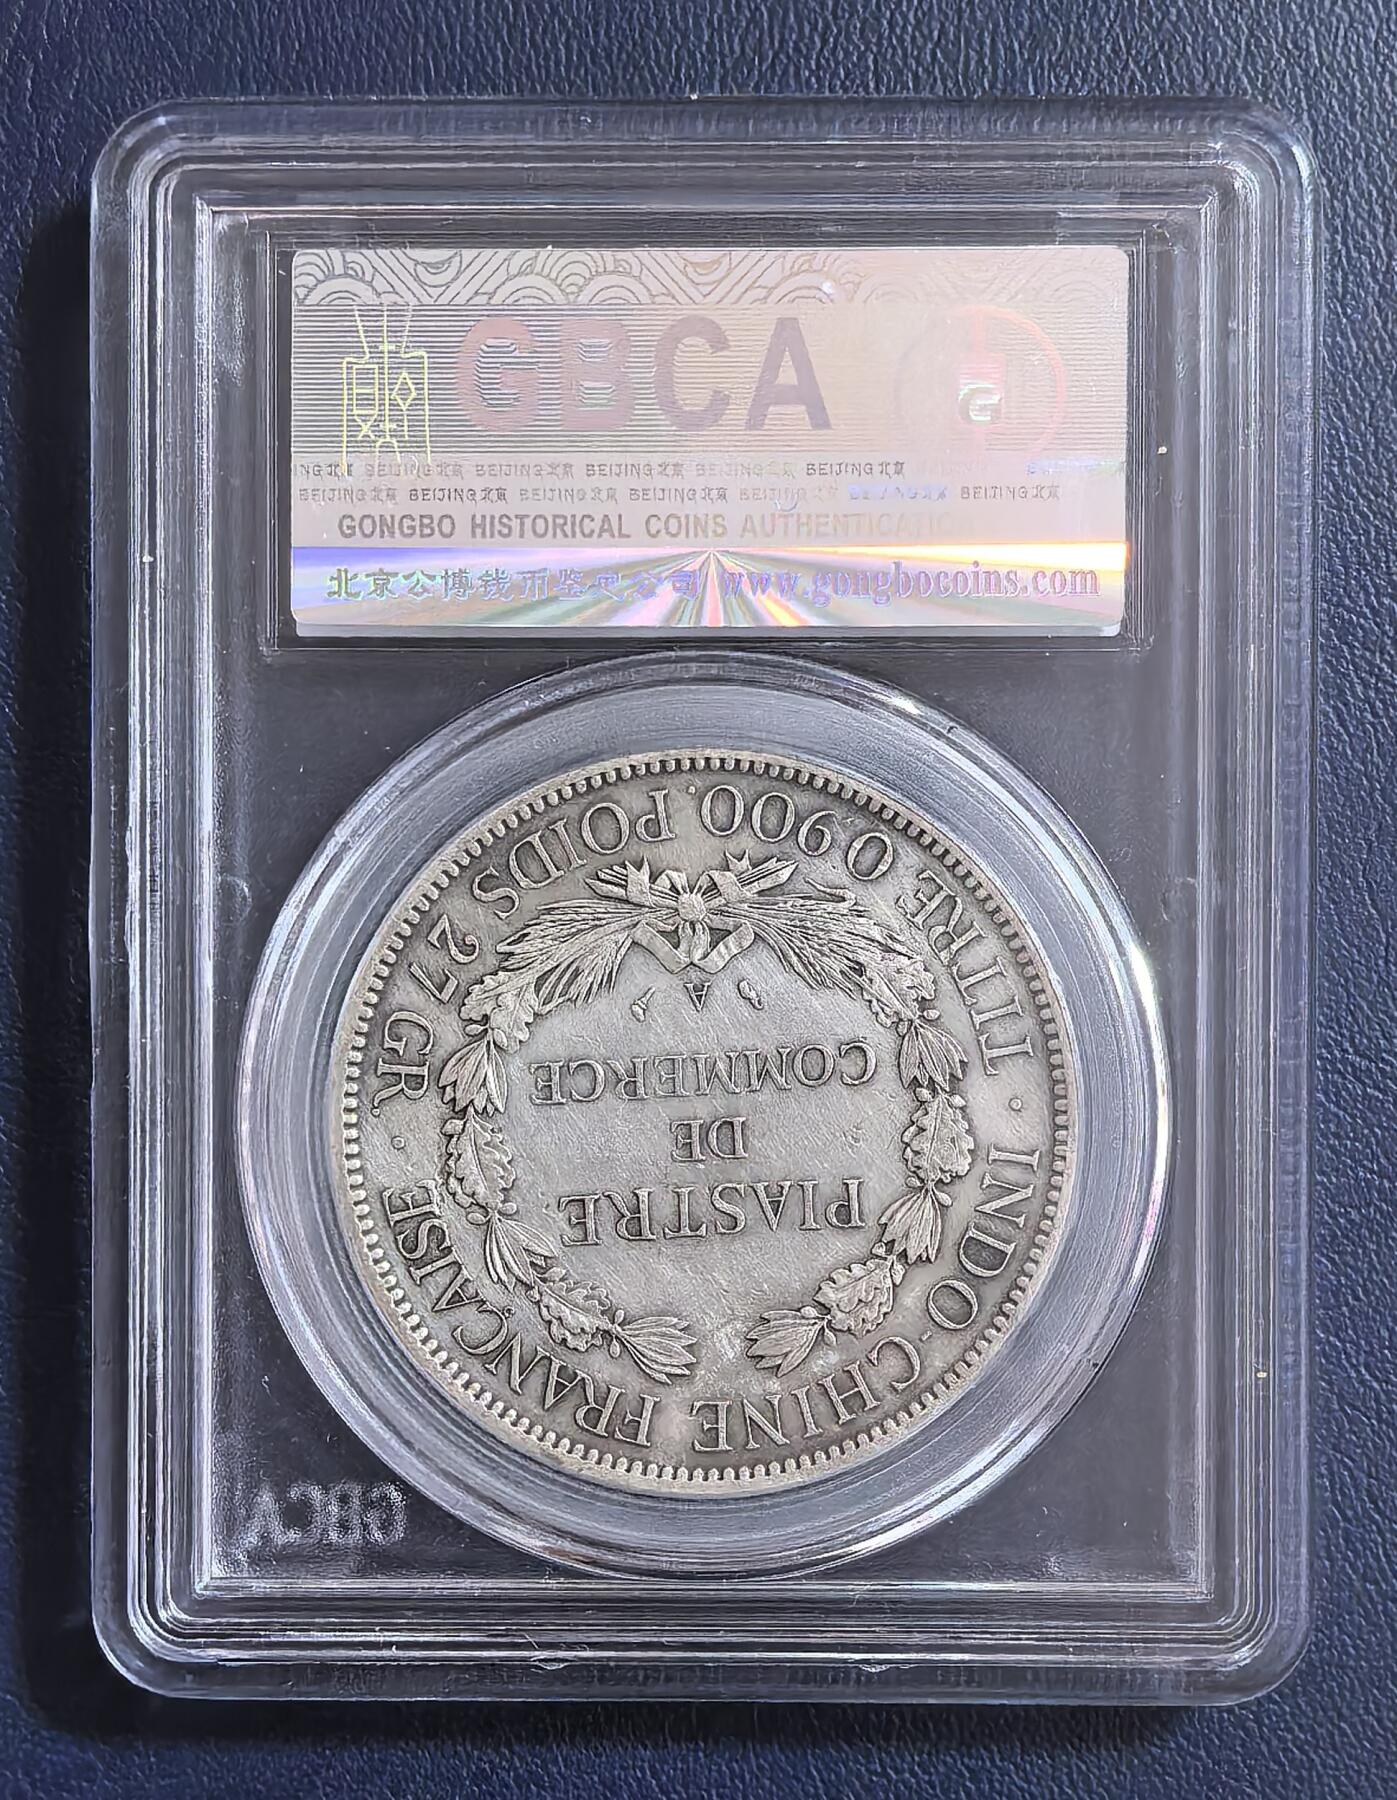 GBCA
G
BEIJING北京 BEIJING北京 BEIJING北京 BEIJING北京 BEIJING北京
BEIJING北京 BEIJING北京 BEIJING北京 BEIJING北京 BEIJING北京 BEIJING北京 BEIJING北京
GONGBO HISTORICAL COINS AUTHENTICATION
北京公博钱币鉴定公司 www.gongbocoins.com
INDO-CHINE FRANÇAISE
PIASTRE
DE
COMMERCE
A
TITRE 0.900. POIDS 27 GR.
GBCA